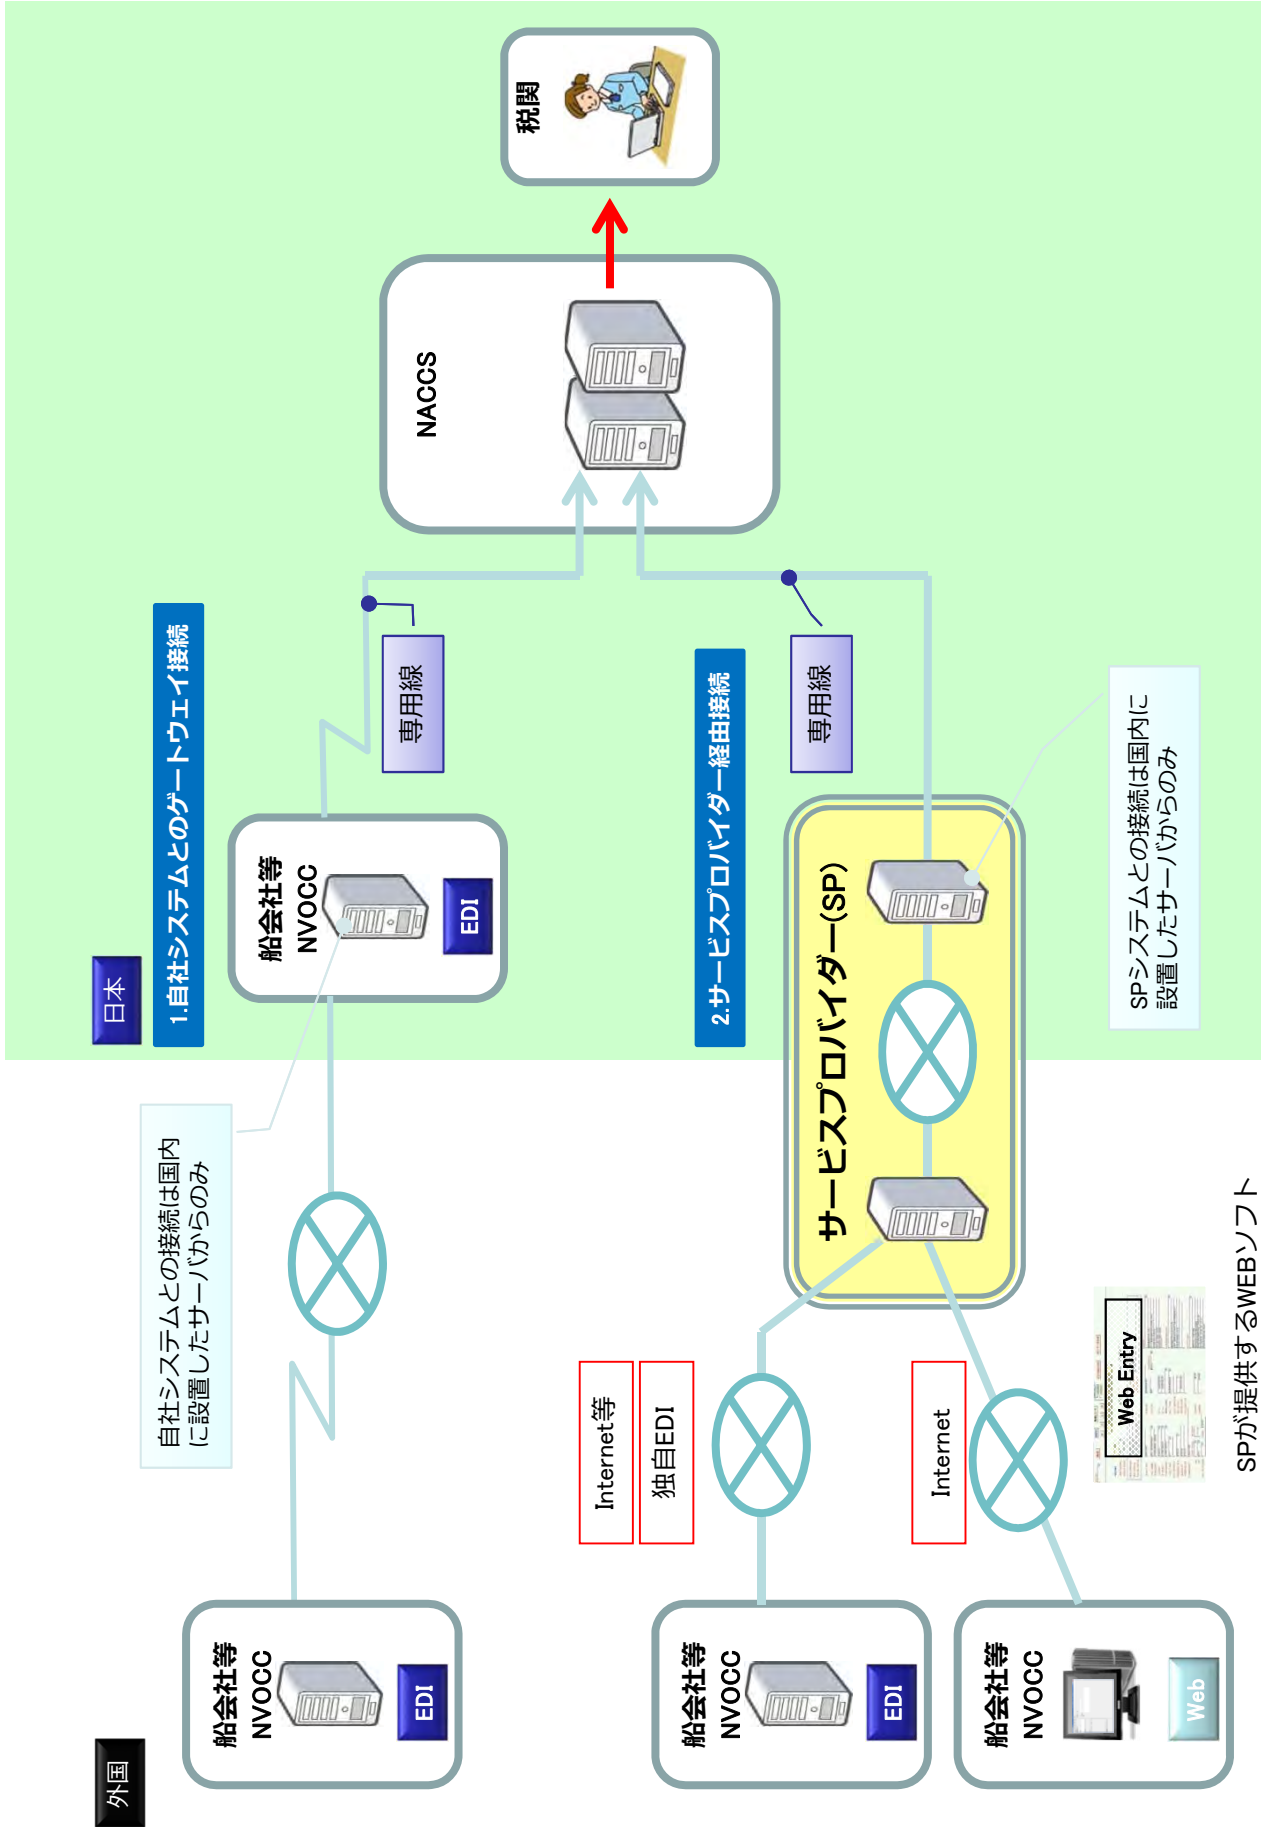 外国
日本
1.自社システムとのゲートウェイ接続
自社システムとの接続は国内
に設置したサーバからのみ
船会社等
NVOCC
EDI
船会社等
NVOCC
EDI
専用線
NACCS
税関
2.サービスプロバイダー経由接続
専用線
Internet等
独自EDI
船会社等
NVOCC
EDI
サービスプロバイダー(SP)
Internet
船会社等
NVOCC
Web
Web Entry
SPが提供するWEBソフト
SPシステムとの接続は国内に
設置したサーバからのみ